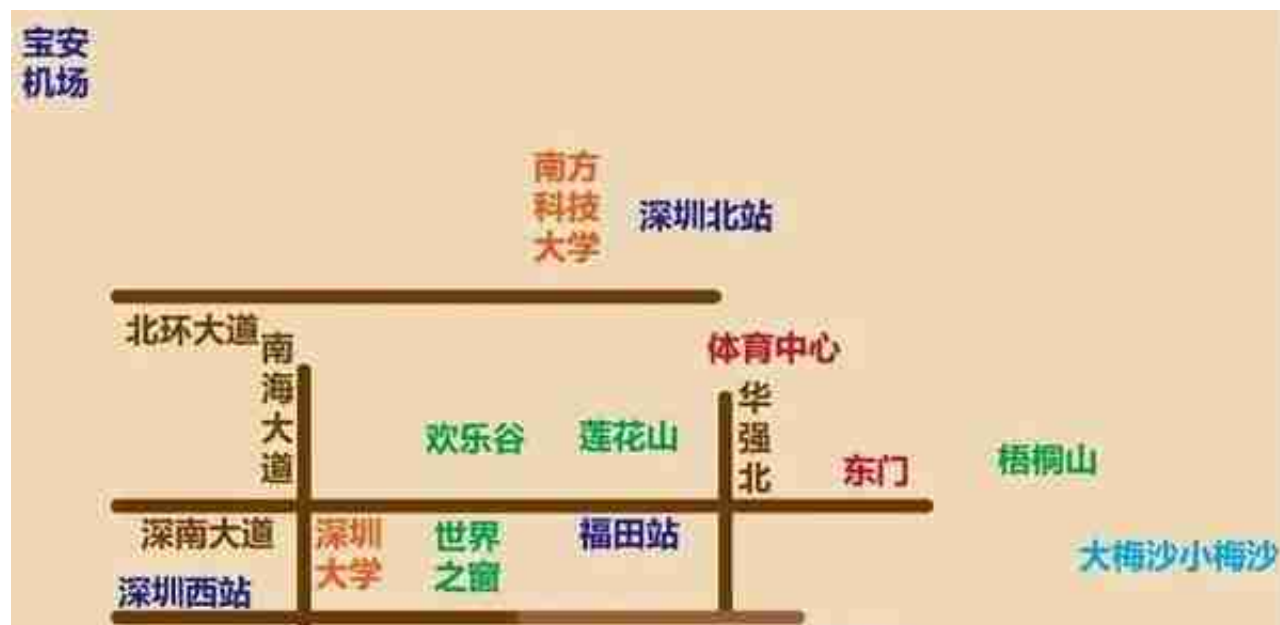 宝安
机场
南方
科技
大学
深圳北站
北环大道
南
海
大
道
体育中心
华
强
北
欢乐谷
莲花山
东门
梧桐山
深南大道
深圳
大学
世界
之窗
福田站
大梅沙小梅沙
深圳西站